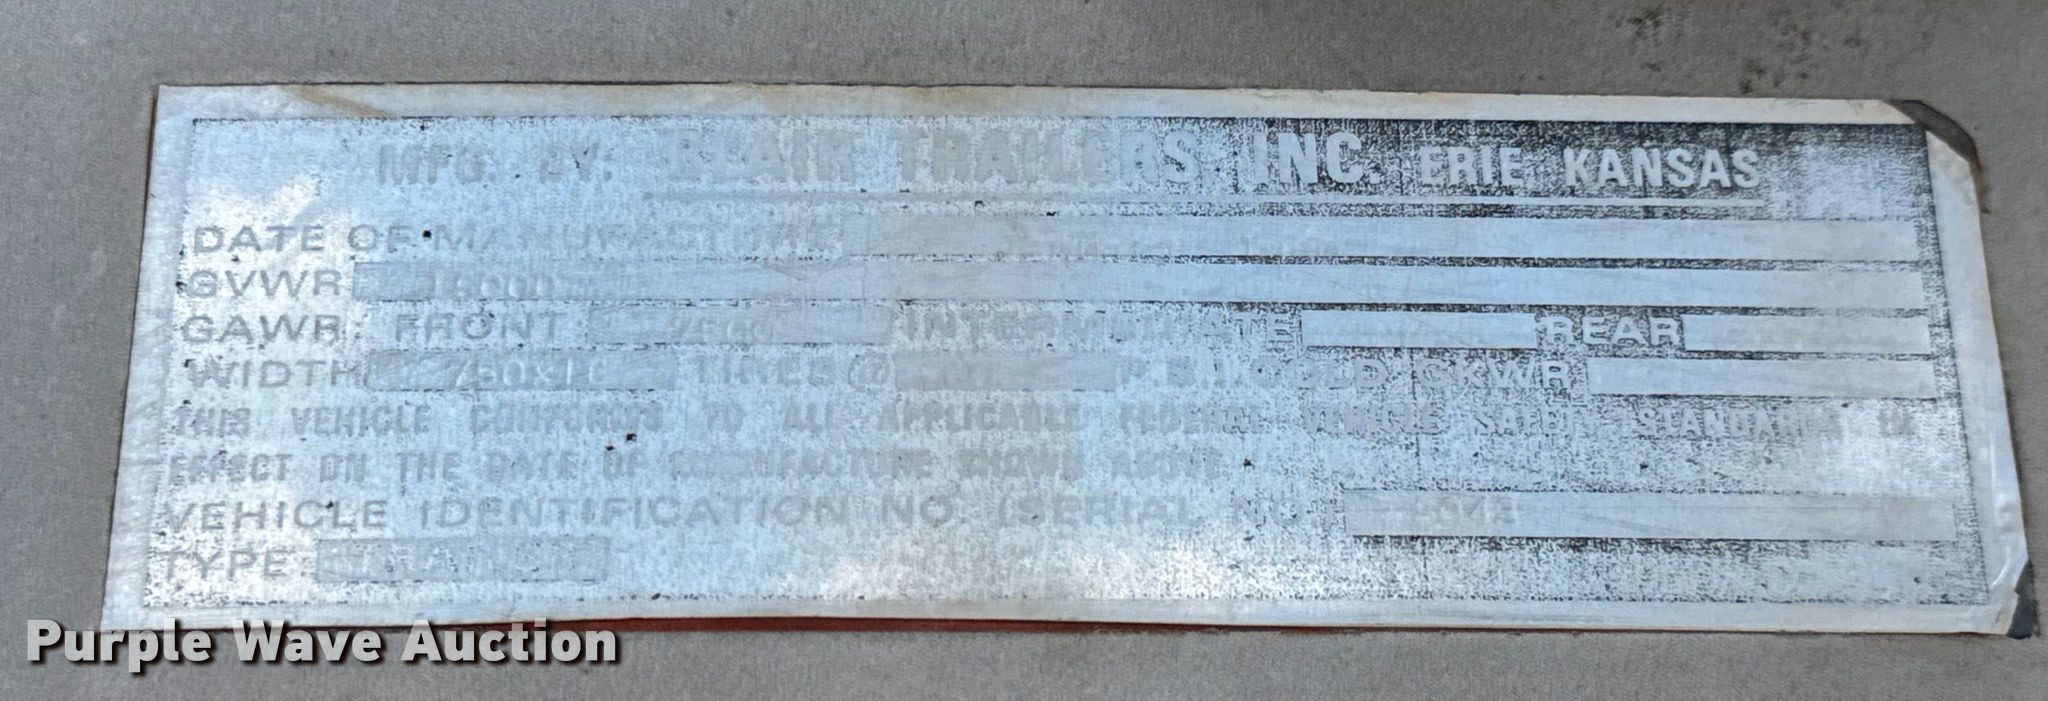 MFG. BY: BLAIR TRAILERS, INC. ERIE, KANSAS
DATE OF MANUFACTURE
GVWR 15000
GAWR: FRONT INTERMEDIATE REAR
WIDTH 750X16 TIRES @ P.S.I. COLD GKWR
THIS VEHICLE CONFORMS TO ALL APPLICABLE FEDERAL VEHICLE SAFETY STANDARDS IN
EFFECT ON THE DATE OF MANUFACTURE SHOWN ABOVE
VEHICLE IDENTIFICATION NO. (SERIAL NO.)
TYPE
Purple Wave Auction